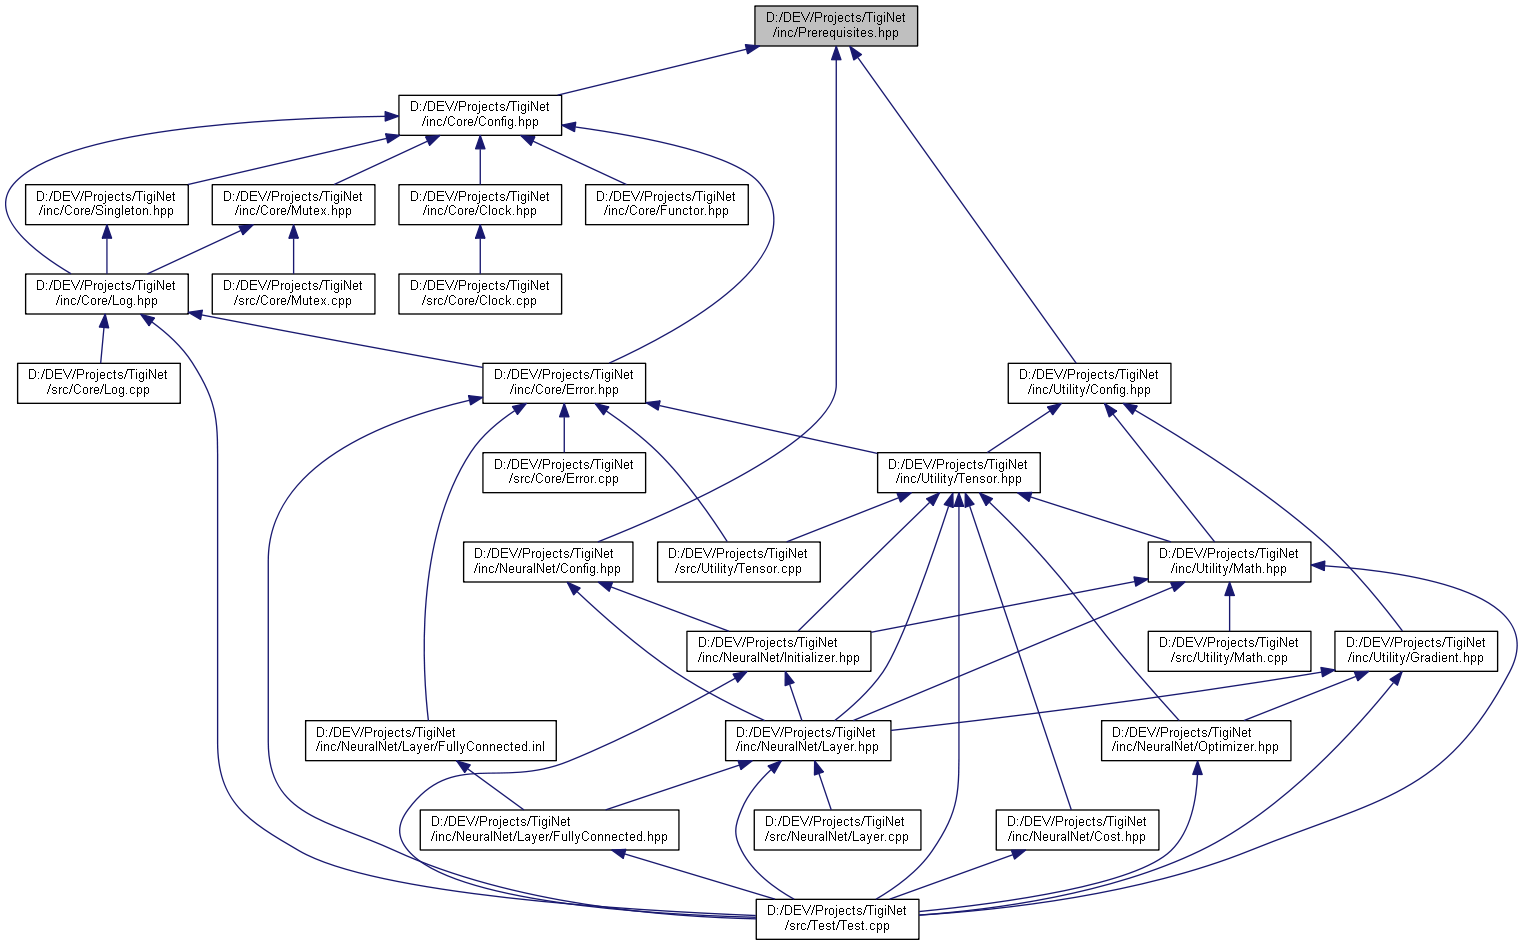 D:/DEV/Projects/TigiNet
/inc/Prerequisites.hpp
D:/DEV/Projects/TigiNet
/inc/Core/Config.hpp
D:/DEV/Projects/TigiNet
/inc/Core/Singleton.hpp
D:/DEV/Projects/TigiNet
/inc/Core/Mutex.hpp
D:/DEV/Projects/TigiNet
/inc/Core/Clock.hpp
D:/DEV/Projects/TigiNet
/inc/Core/Functor.hpp
D:/DEV/Projects/TigiNet
/inc/Core/Log.hpp
D:/DEV/Projects/TigiNet
/src/Core/Mutex.cpp
D:/DEV/Projects/TigiNet
/src/Core/Clock.cpp
D:/DEV/Projects/TigiNet
/src/Core/Log.cpp
D:/DEV/Projects/TigiNet
/inc/Core/Error.hpp
D:/DEV/Projects/TigiNet
/inc/Utility/Config.hpp
D:/DEV/Projects/TigiNet
/src/Core/Error.cpp
D:/DEV/Projects/TigiNet
/inc/Utility/Tensor.hpp
D:/DEV/Projects/TigiNet
/inc/NeuralNet/Config.hpp
D:/DEV/Projects/TigiNet
/src/Utility/Tensor.cpp
D:/DEV/Projects/TigiNet
/inc/Utility/Math.hpp
D:/DEV/Projects/TigiNet
/inc/NeuralNet/Initializer.hpp
D:/DEV/Projects/TigiNet
/src/Utility/Math.cpp
D:/DEV/Projects/TigiNet
/inc/Utility/Gradient.hpp
D:/DEV/Projects/TigiNet
/inc/NeuralNet/Layer/FullyConnected.inl
D:/DEV/Projects/TigiNet
/inc/NeuralNet/Layer.hpp
D:/DEV/Projects/TigiNet
/inc/NeuralNet/Optimizer.hpp
D:/DEV/Projects/TigiNet
/inc/NeuralNet/Layer/FullyConnected.hpp
D:/DEV/Projects/TigiNet
/src/NeuralNet/Layer.cpp
D:/DEV/Projects/TigiNet
/inc/NeuralNet/Cost.hpp
D:/DEV/Projects/TigiNet
/src/Test/Test.cpp